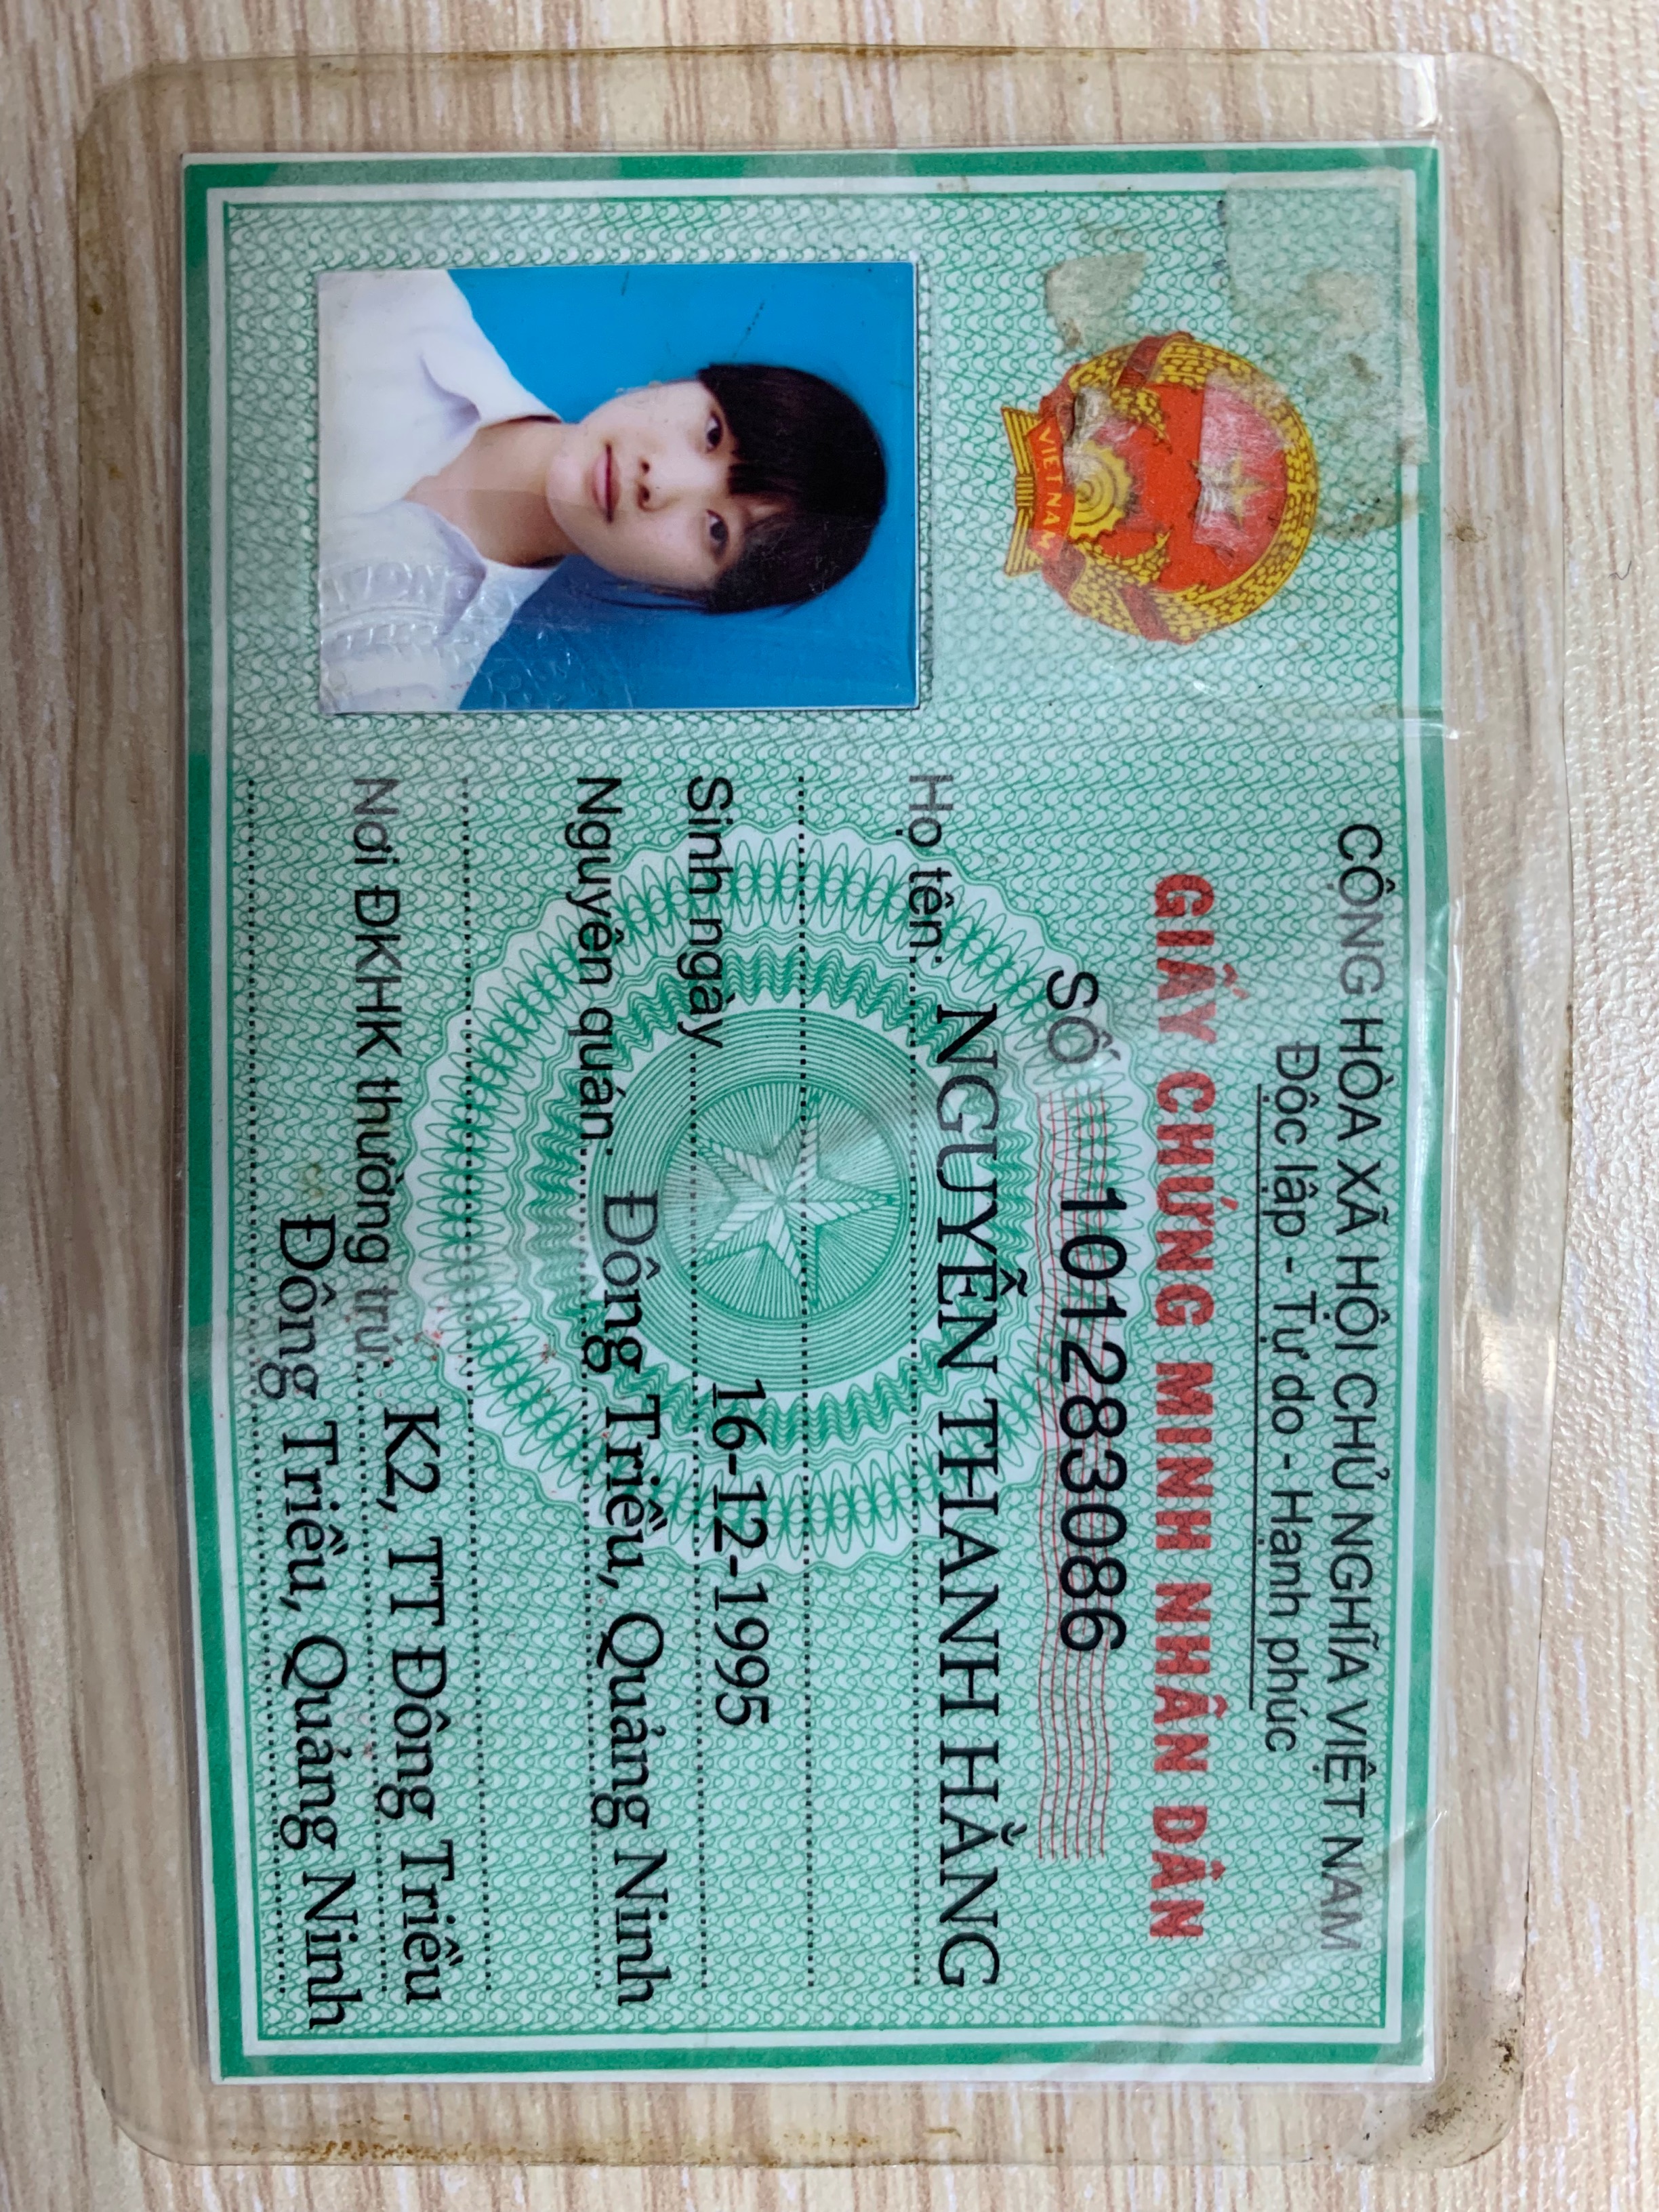 CỘNG HÒA XÃ HỘI CHỦ NGHĨA VIỆT NAM
Độc lập - Tự do - Hạnh phúc
GIẤY CHỨNG MINH NHÂN DÂN
SỐ 101283086
Họ tên: NGUYỄN THANH HẰNG
Sinh ngày 16-12-1995
Nguyên quán Đông Triều, Quảng Ninh
Nơi ĐKHK thường trú: K2, TT Đông Triều
Đông Triều, Quảng Ninh
VIỆT NAM